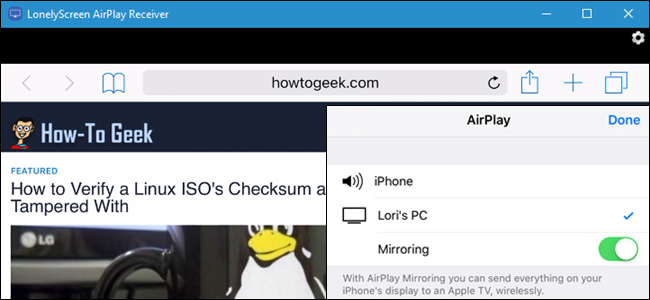 LonelyScreen AirPlay Receiver
howtogeek.com
How-To Geek
FEATURED
How to Verify a Linux ISO's Checksum a
Tampered With
LG
AirPlay
Done
iPhone
Lori's PC
Mirroring
With AirPlay Mirroring you can send everything on your
iPhone's display to an Apple TV, wirelessly.